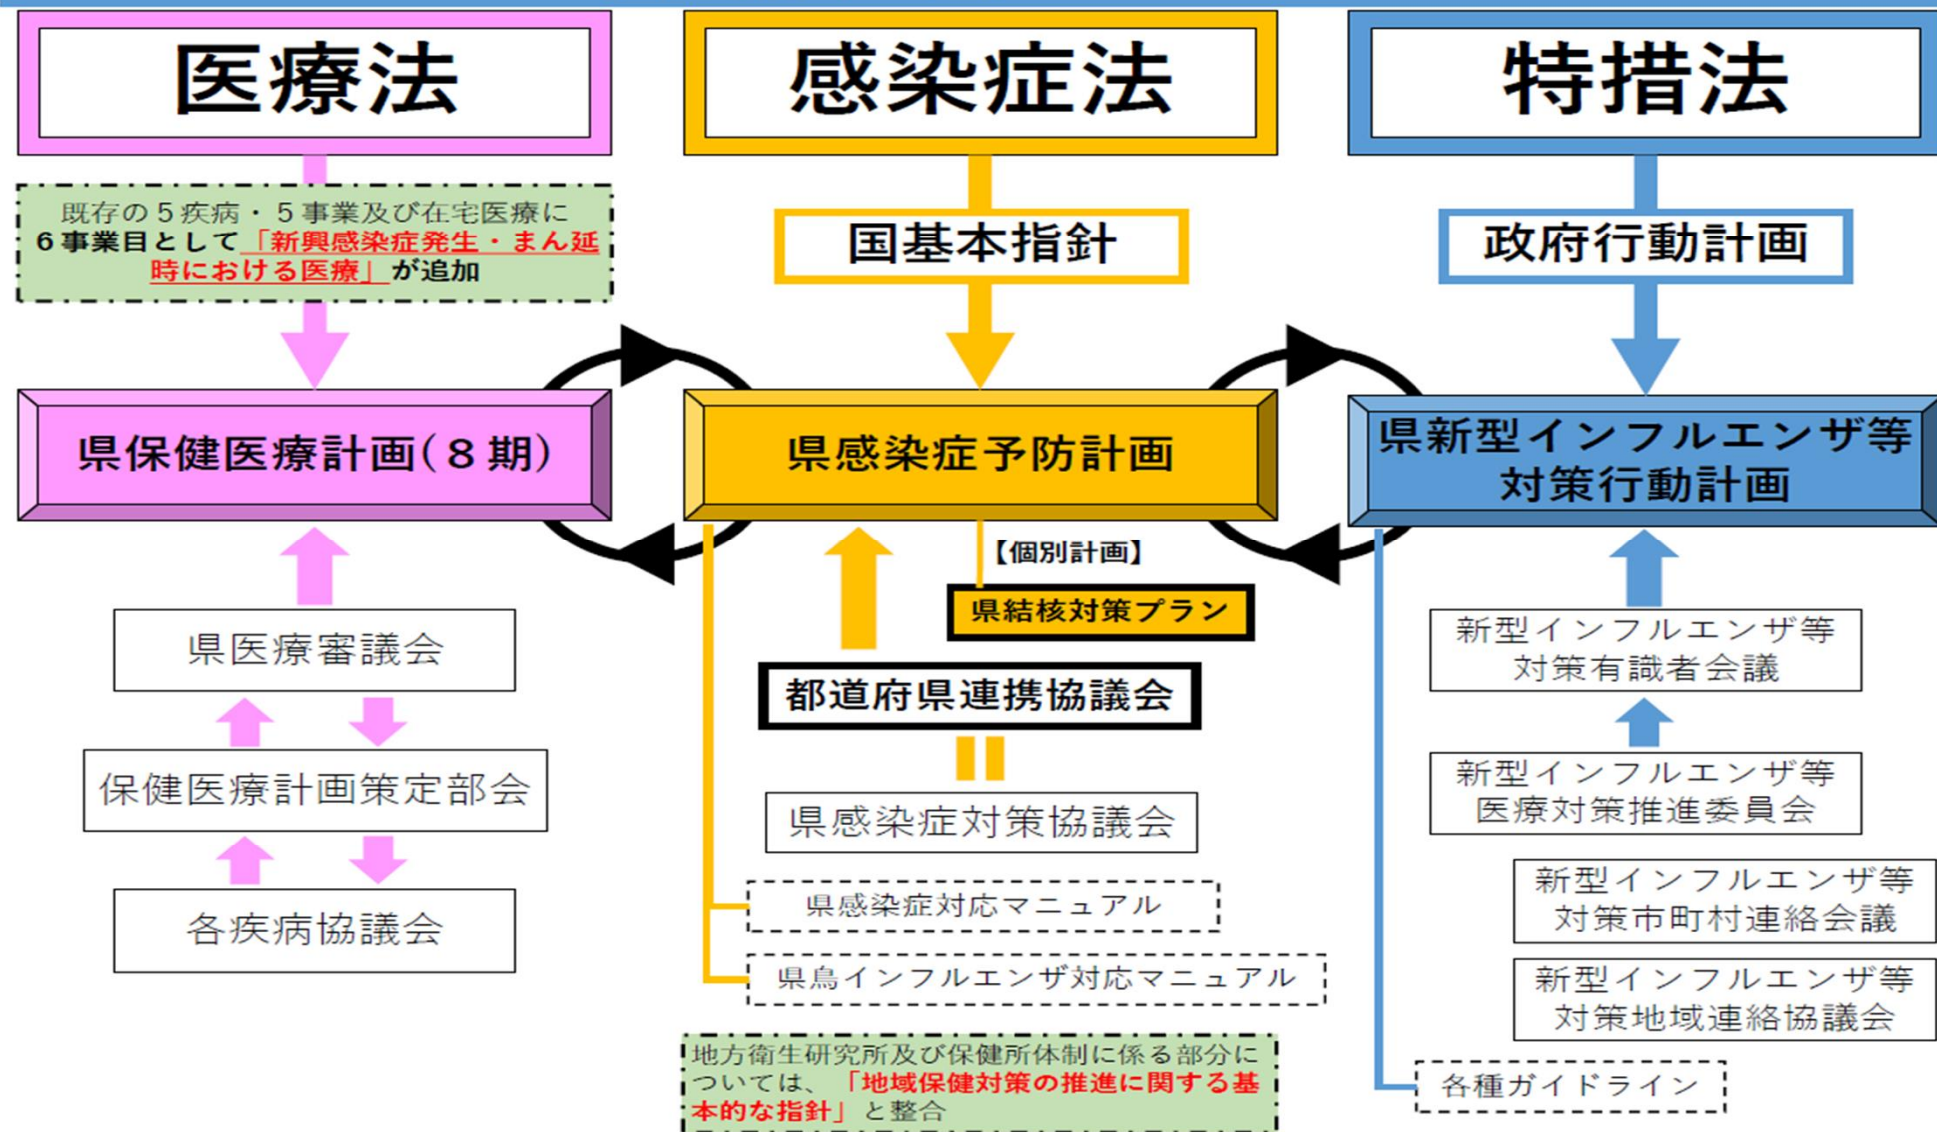 医療法
既存の５疾病・５事業及び在宅医療に
６事業目として「新興感染症発生・まん延
時における医療」が追加
県保健医療計画(８期)
県医療審議会
保健医療計画策定部会
各疾病協議会
感染症法
国基本指針
県感染症予防計画
【個別計画】
県結核対策プラン
都道府県連携協議会
県感染症対策協議会
県感染症対応マニュアル
県鳥インフルエンザ対応マニュアル
地方衛生研究所及び保健所体制に係る部分に
ついては、「地域保健対策の推進に関する基
本的な指針」と整合
特措法
政府行動計画
県新型インフルエンザ等
対策行動計画
新型インフルエンザ等
対策有識者会議
新型インフルエンザ等
医療対策推進委員会
新型インフルエンザ等
対策市町村連絡会議
新型インフルエンザ等
対策地域連絡協議会
各種ガイドライン